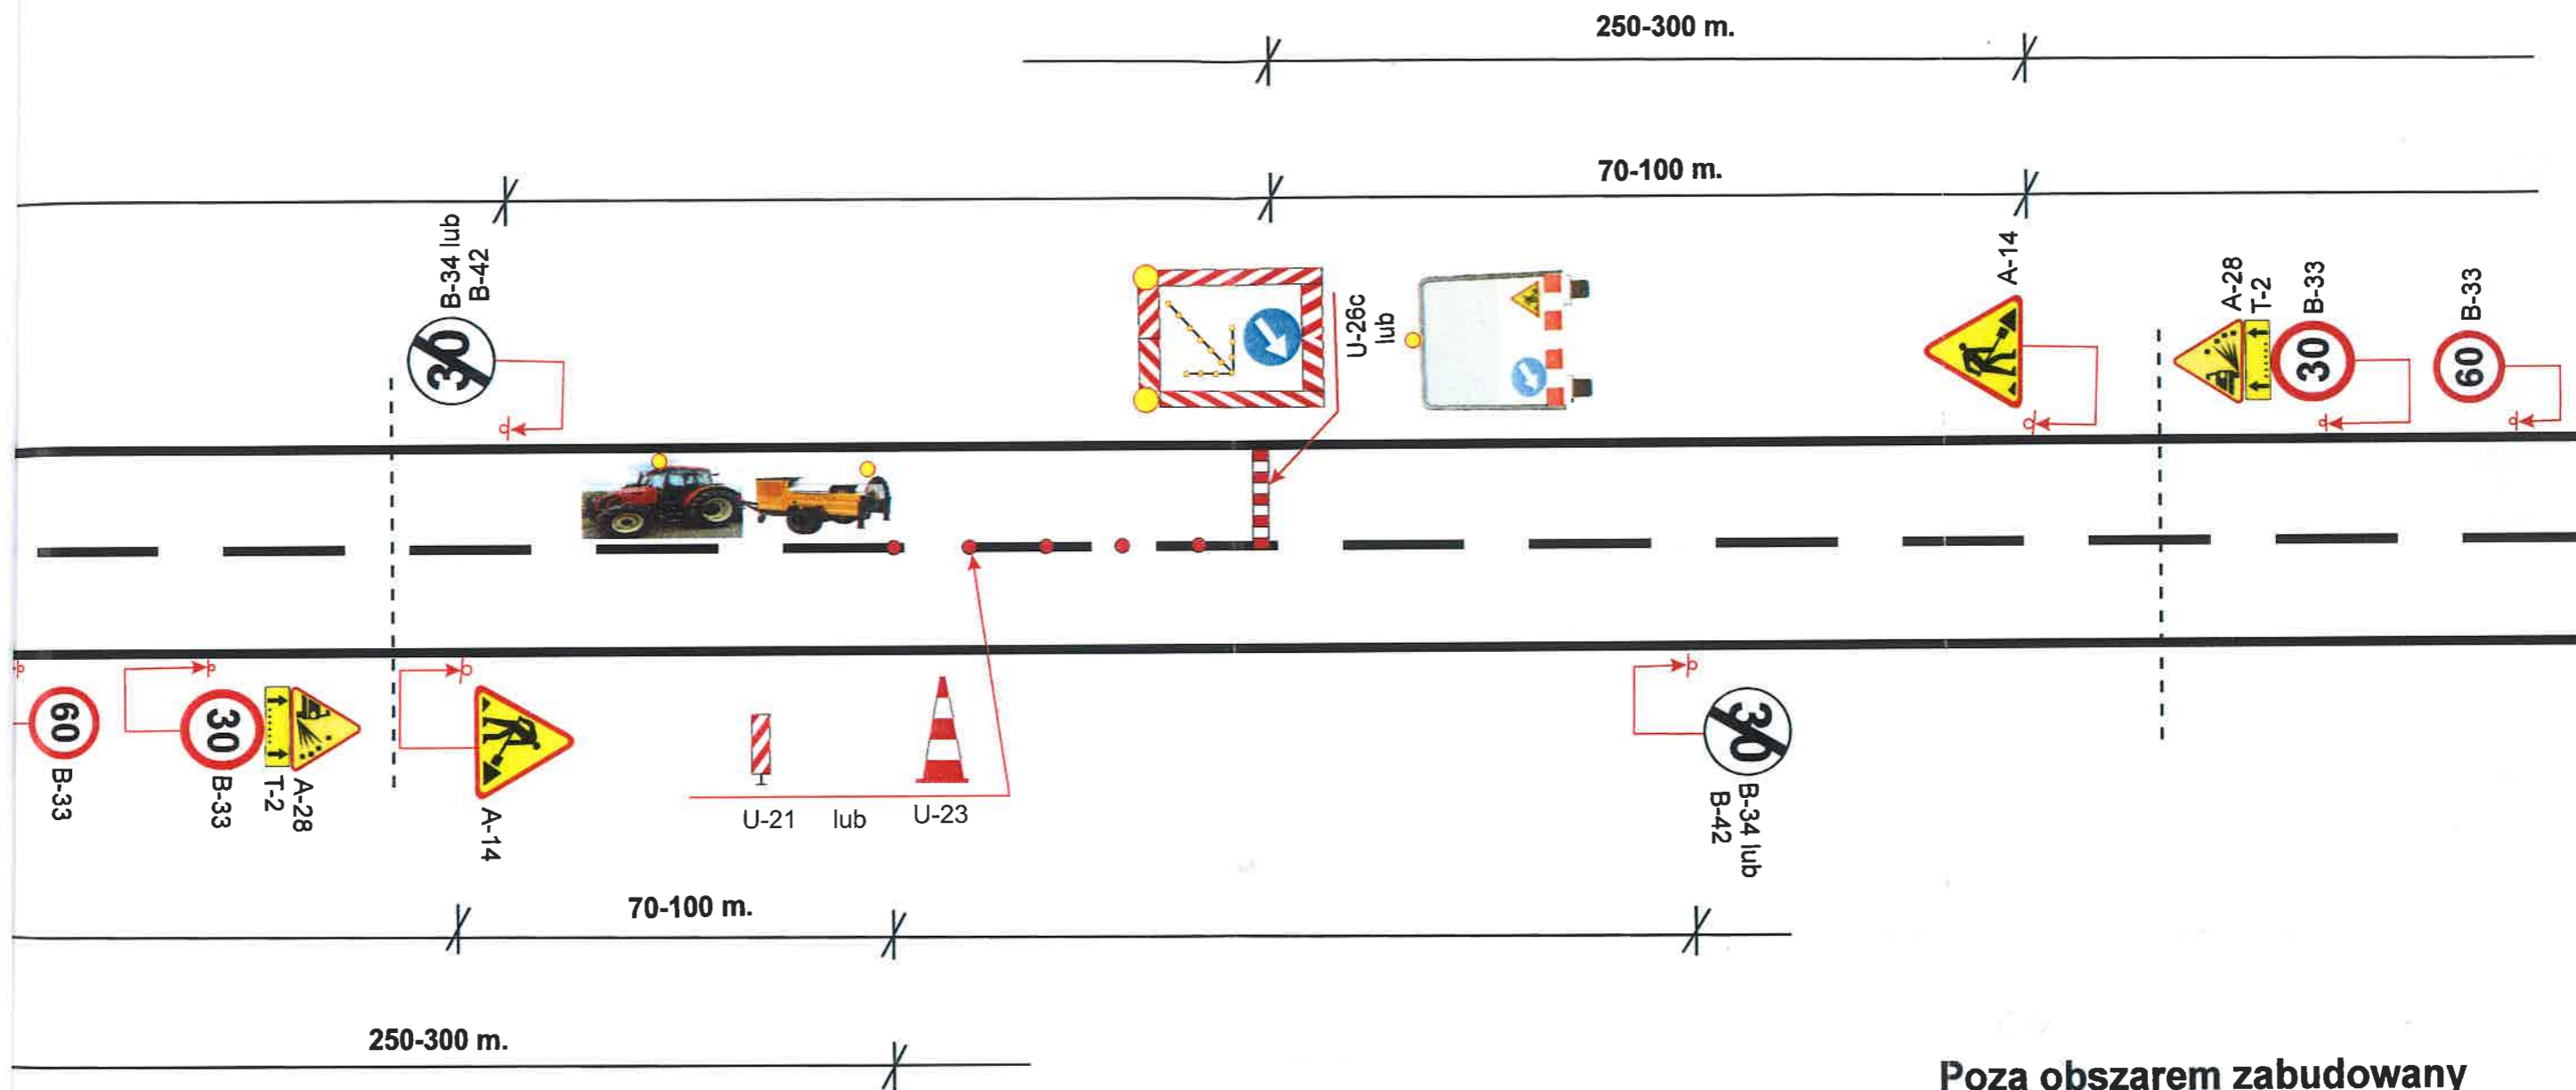 250-300 m.
70-100 m.
B-34 lub
B-42
30
U-26c
lub
A-14
A-28
T-2
B-33
30
B-33
60
60
B-33
30
B-33
T-2
A-28
A-14
U-21 lub U-23
30
B-34 lub
B-42
70-100 m.
250-300 m.
Poza obszarem zabudowany